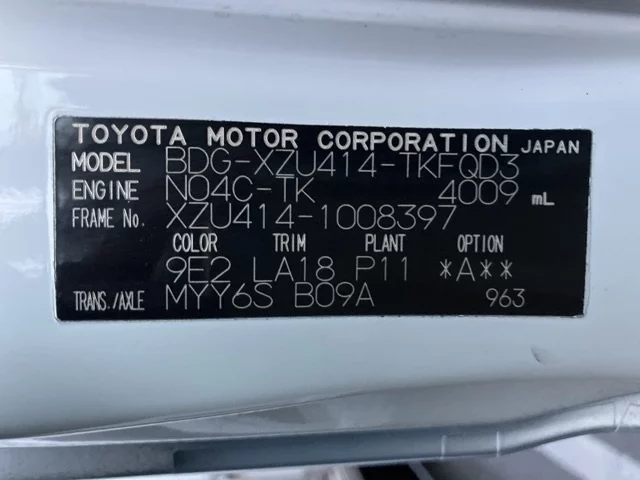 TOYOTA MOTOR CORPORATION JAPAN
MODEL BDG-XZU414-TKFQD3
ENGINE N04C-TK 4009 mL
FRAME No. XZU414-1008397
COLOR TRIM PLANT OPTION
9E2 LA18 P11 *A**
TRANS./AXLE MYY6S B09A 963